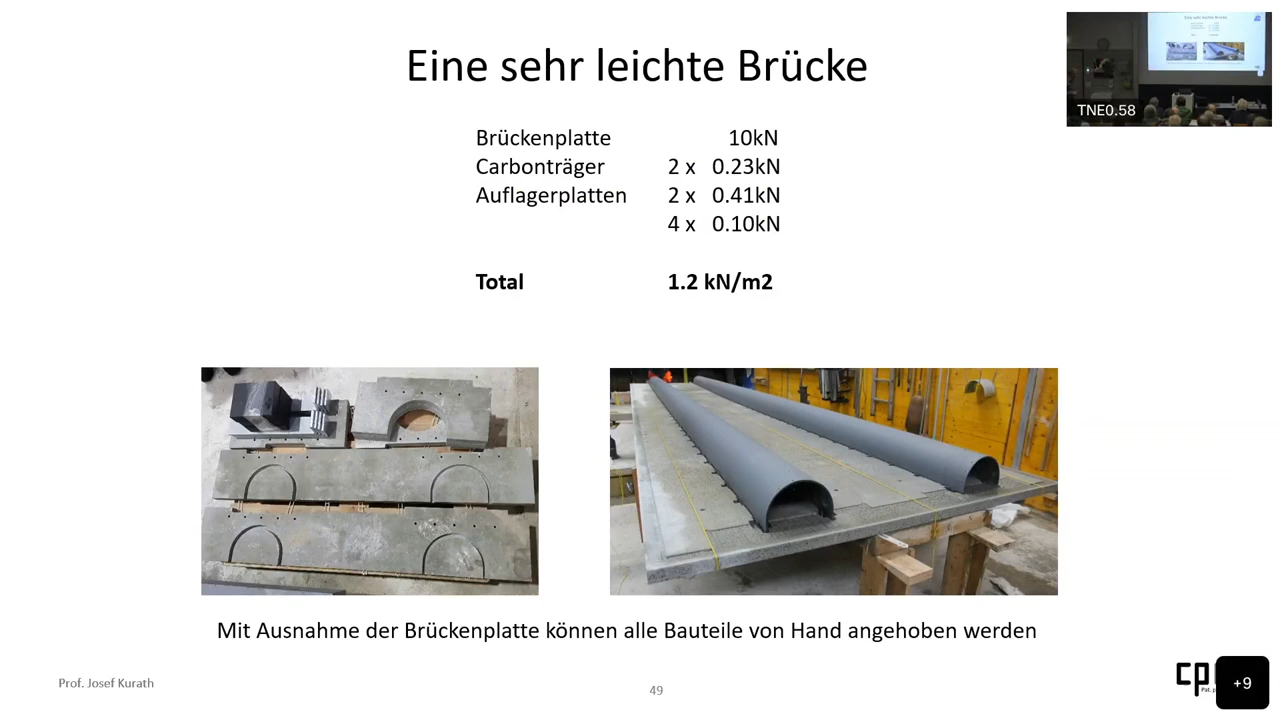 Eine sehr leichte Brücke
TNE0.58
Brückenplatte 10kN
Carbonträger 2 x 0.23kN
Auflagerplatten 2 x 0.41kN
4 x 0.10kN
Total 1.2 kN/m2
Mit Ausnahme der Brückenplatte können alle Bauteile von Hand angehoben werden
Prof. Josef Kurath
49
cp
+9